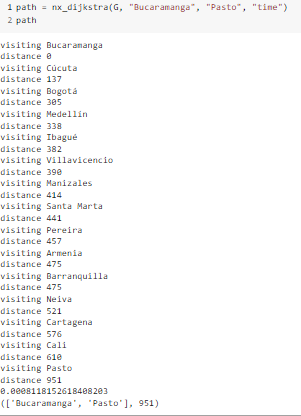 1 path = nx_dijkstra(G, "Bucaramanga", "Pasto", "time")
2 path
visiting Bucaramanga
distance 0
visiting Cúcuta
distance 137
visiting Bogotá
distance 305
visiting Medellín
distance 338
visiting Ibagué
distance 382
visiting Villavicencio
distance 390
visiting Manizales
distance 414
visiting Santa Marta
distance 441
visiting Pereira
distance 457
visiting Armenia
distance 475
visiting Barranquilla
distance 475
visiting Neiva
distance 521
visiting Cartagena
distance 576
visiting Cali
distance 610
visiting Pasto
distance 951
0.0008118152618408203
(['Bucaramanga', 'Pasto'], 951)